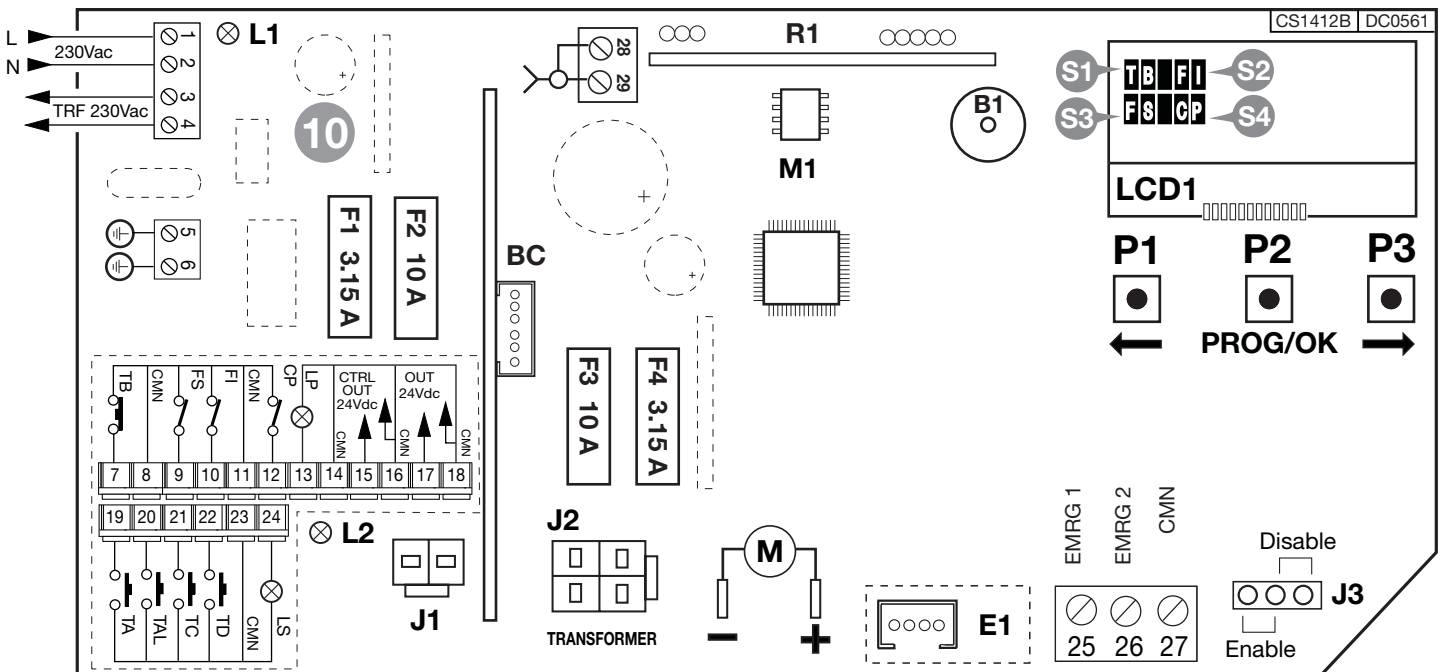 CS1412B DC0561
L 230Vac
N
TRF 230Vac
1
2
3
4
L1
10
5
6
F1 3.15 A
F2 10 A
28
29
R1
M1
B1
S1 TB FI S2
S3 FS CP S4
LCD1
P1 P2 P3
PROG/OK
BC
F3 10 A
F4 3.15 A
TB CMN FS FI CMN CP LP CMN CTRL OUT 24Vdc CMN OUT 24Vdc CMN
7 8 9 10 11 12 13 14 15 16 17 18
19 20 21 22 23 24
TA TAL TC TD CMN LS
L2
J1
J2
TRANSFORMER
M
− +
E1
EMRG 1 EMRG 2 CMN
25 26 27
Disable
J3
Enable